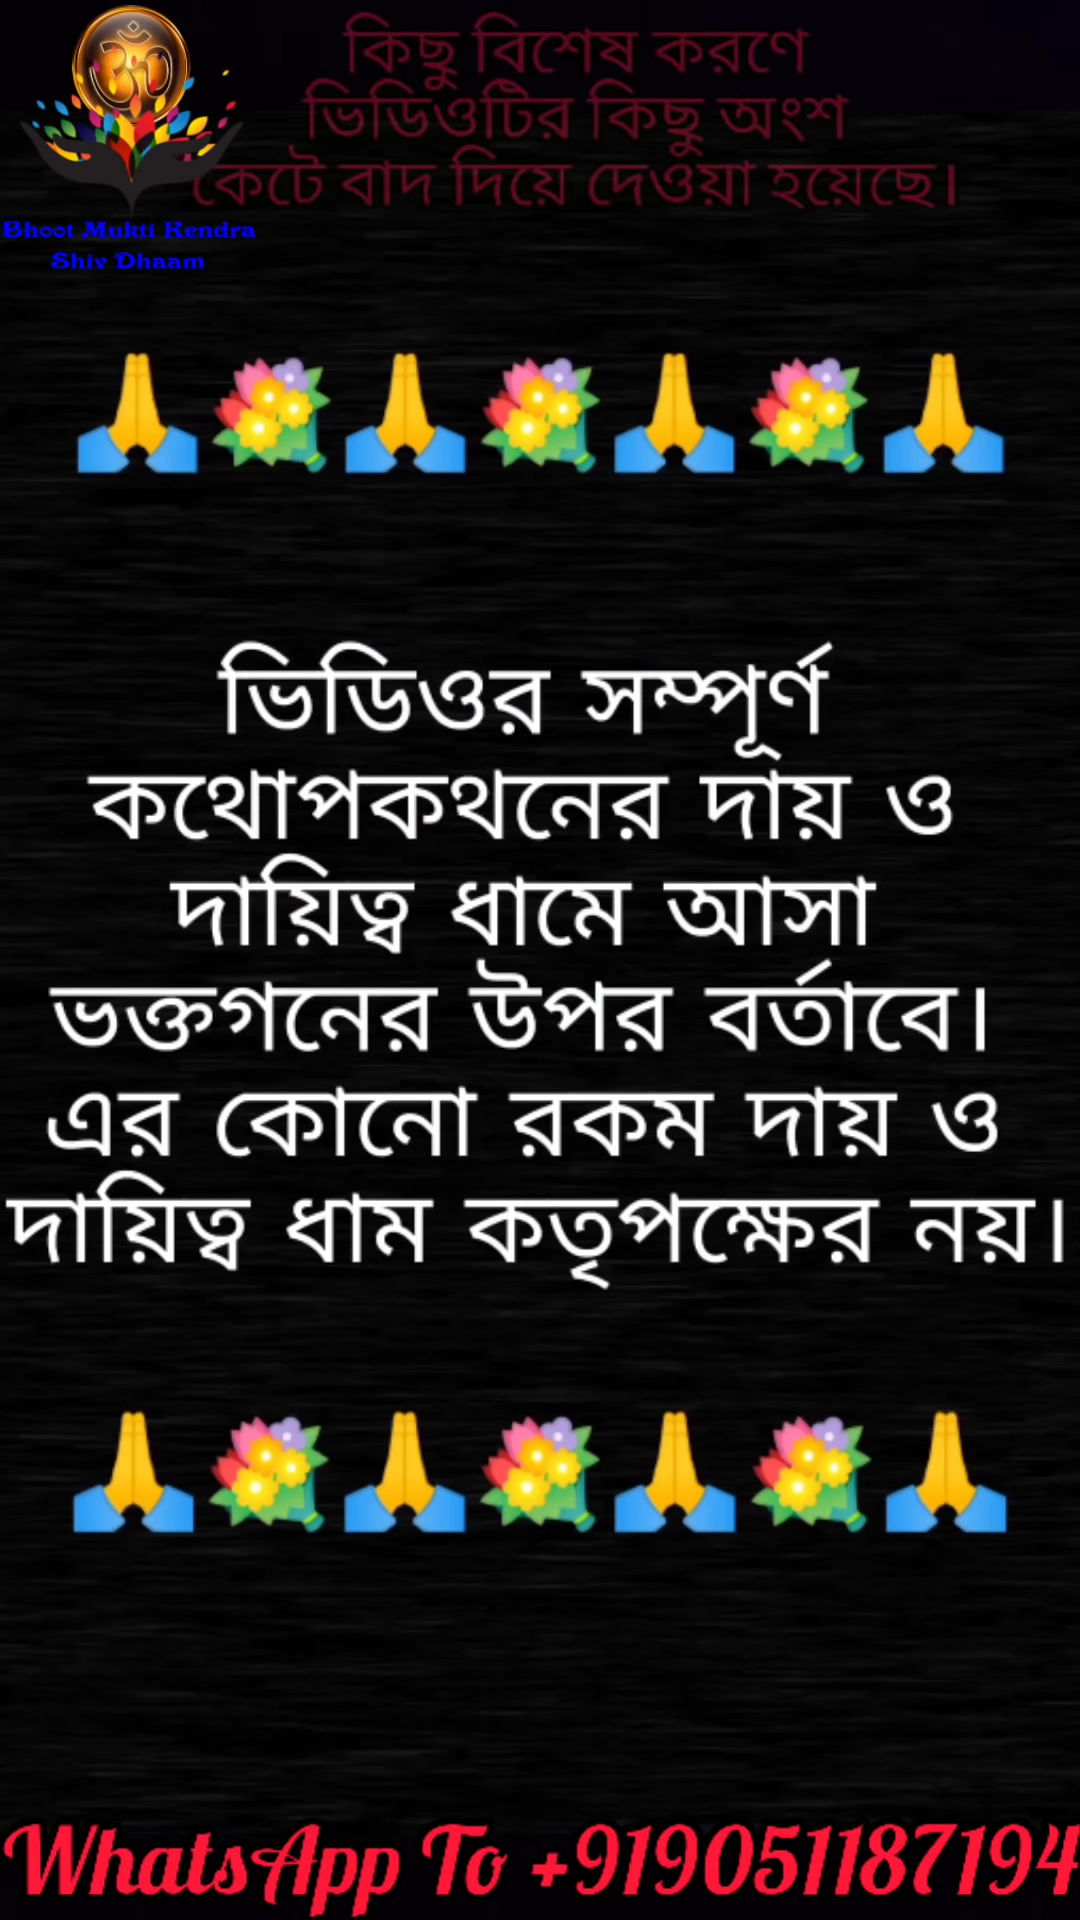 কিছু বিশেষ করণে
ভিডিওটির কিছু অংশ
কেটে বাদ দিয়ে দেওয়া হয়েছে।
ॐ
Bhoot Mukti Kendra
Shiv Dhaam
🙏💐🙏💐🙏💐🙏
ভিডিওর সম্পূর্ণ
কথোপকথনের দায় ও
দায়িত্ব ধামে আসা
ভক্তগনের উপর বর্তাবে।
এর কোনো রকম দায় ও
দায়িত্ব ধাম কতৃপক্ষের নয়।
🙏💐🙏💐🙏💐🙏
WhatsApp To +919051187194